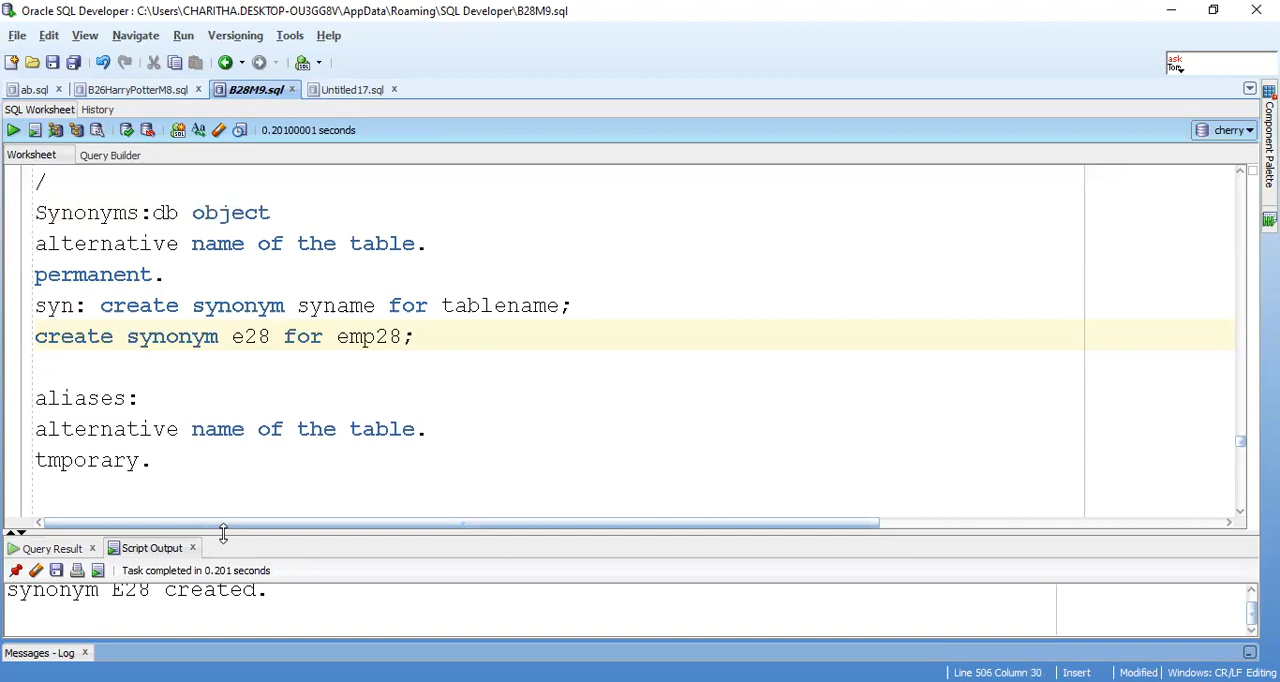 Oracle SQL Developer : C:\Users\CHARITHA.DESKTOP-OU3GG8V\AppData\Roaming\SQL Developer\B28M9.sql
File Edit View Navigate Run Versioning Tools Help
ask
Tom
ab.sql B26HarryPotterM8.sql B28M9.sql Untitled17.sql
SQL Worksheet History
0.20100001 seconds
cherry
Worksheet Query Builder
Component Palette
/
Synonyms:db object
alternative name of the table.
permanent.
syn: create synonym syname for tablename;
create synonym e28 for emp28;
aliases:
alternative name of the table.
tmporary.
Query Result Script Output
Task completed in 0.201 seconds
synonym E28 created.
Messages - Log
Line 506 Column 30 Insert Modified Windows: CR/LF Editing